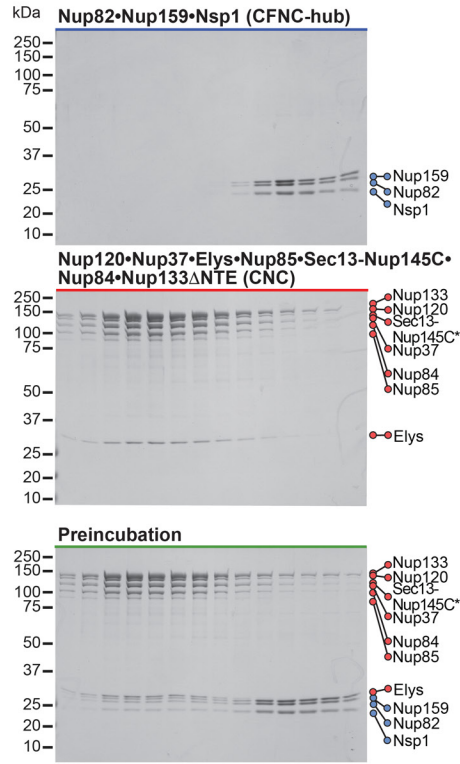 kDa
Nup82•Nup159•Nsp1 (CFNC-hub)
250
150
100
75
50
37
25
20
10
Nup159
Nup82
Nsp1
Nup120•Nup37•Elys•Nup85•Sec13-Nup145C•
Nup84•Nup133ΔNTE (CNC)
250
150
100
75
50
37
25
20
10
Nup133
Nup120
Sec13-
Nup145C*
Nup37
Nup84
Nup85
Elys
Preincubation
250
150
100
75
50
37
25
20
10
Nup133
Nup120
Sec13-
Nup145C*
Nup37
Nup84
Nup85
Elys
Nup159
Nup82
Nsp1